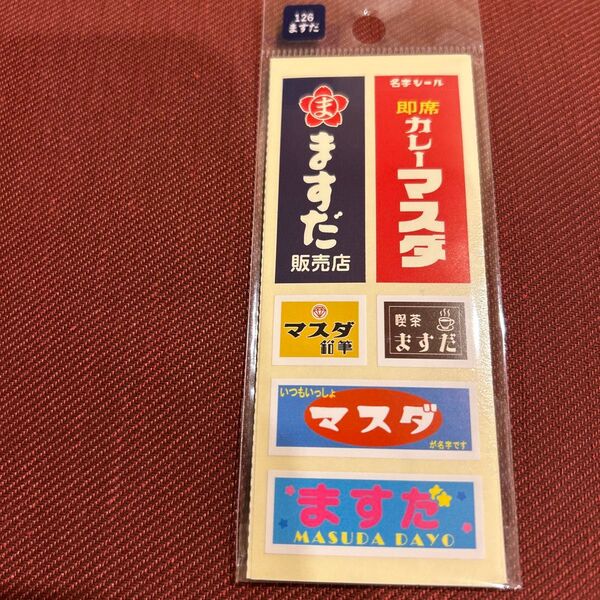 126
ますだ
ま
ますだ
販売店
名字シール
即席
カレーマスダ
マスダ
鉛筆
喫茶
ますだ
いつもいっしょ
マスダ
が名字です
ますだ
MASUDA DAYO